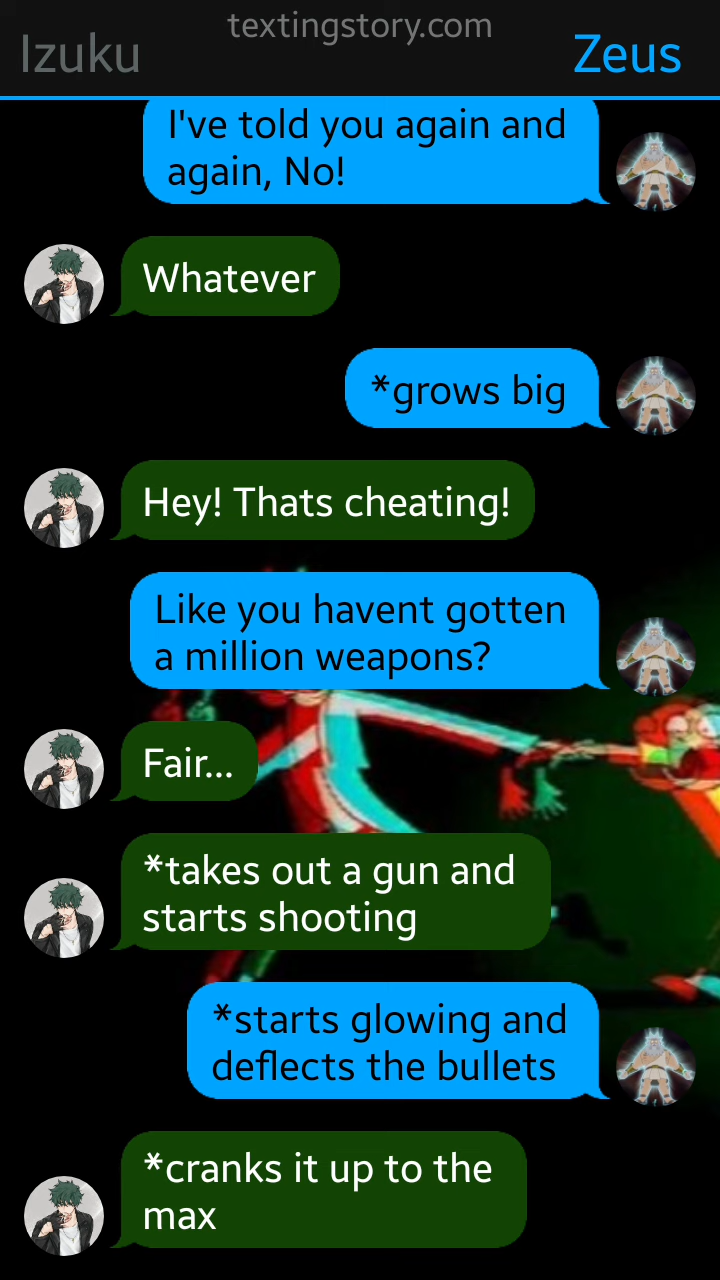 textingstory.com
Izuku
Zeus
I've told you again and
again, No!
Whatever
*grows big
Hey! Thats cheating!
Like you havent gotten
a million weapons?
Fair...
*takes out a gun and
starts shooting
*starts glowing and
deflects the bullets
*cranks it up to the
max